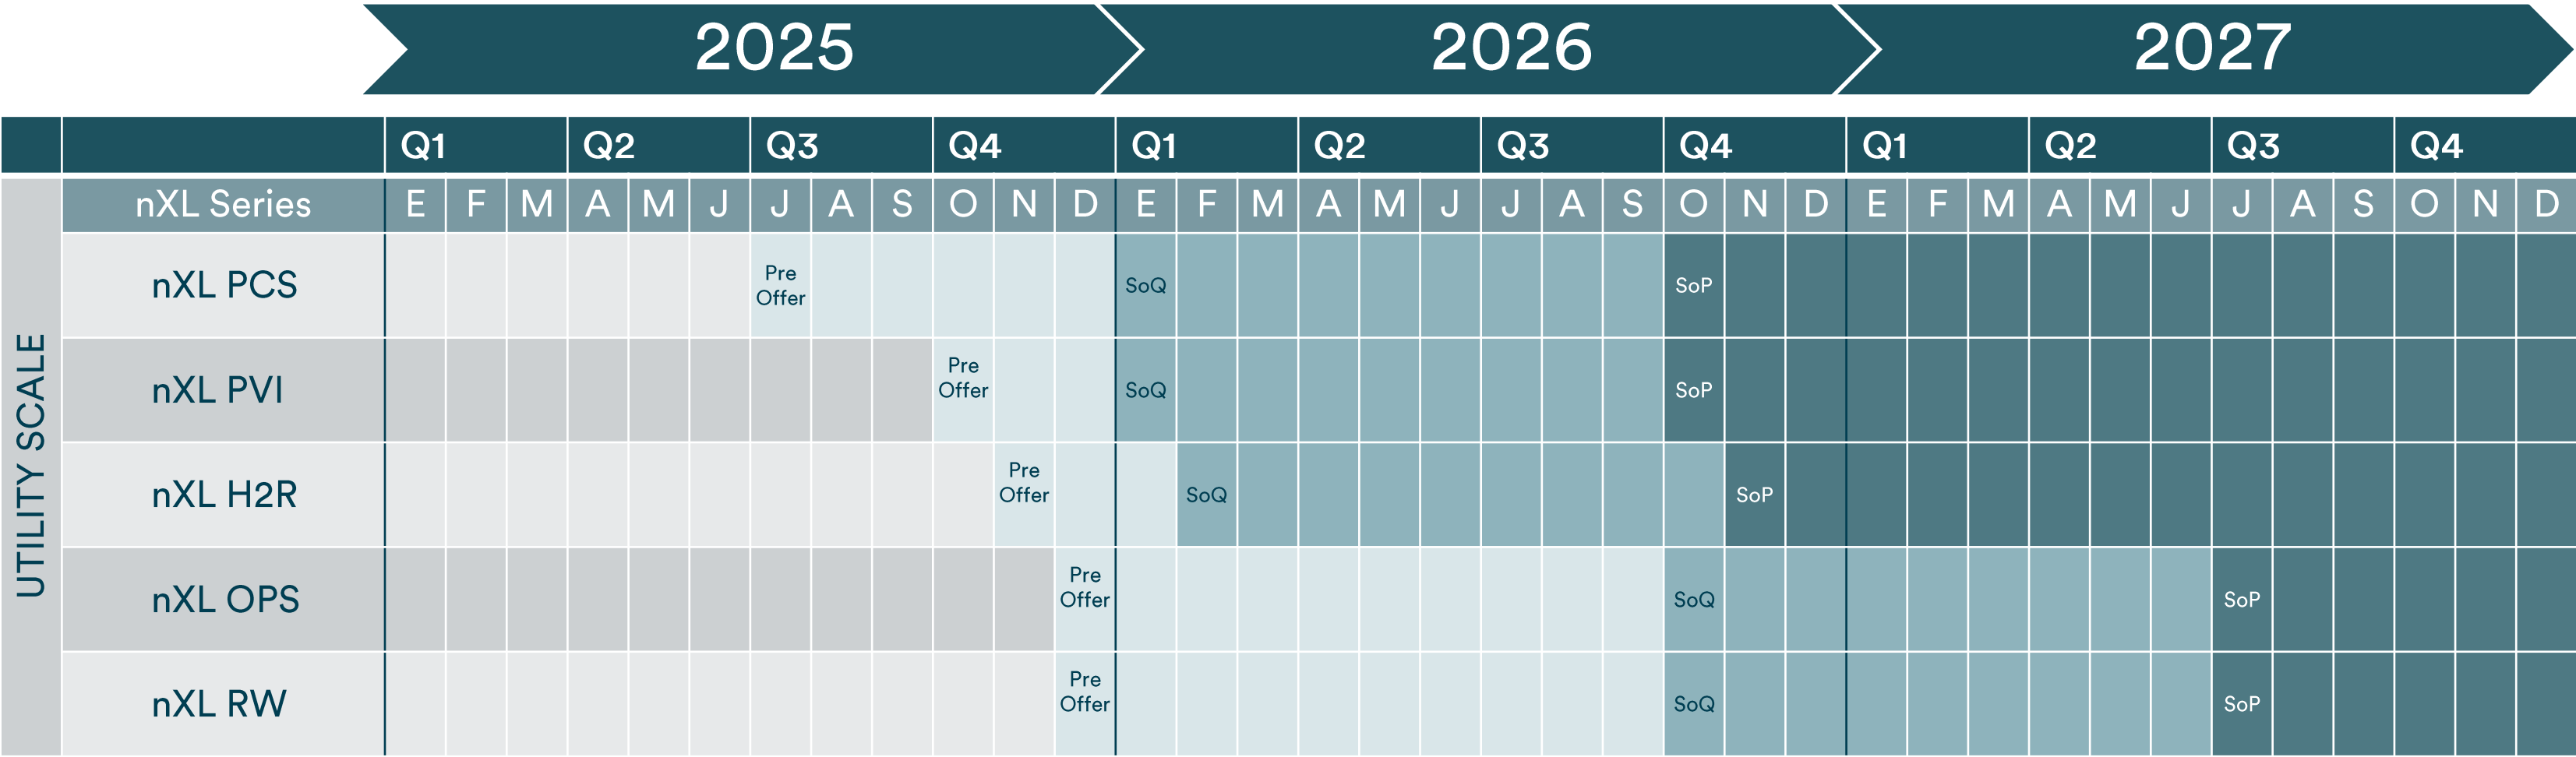 2025 2026 2027
Q1 Q2 Q3 Q4 Q1 Q2 Q3 Q4 Q1 Q2 Q3 Q4
UTILITY SCALE
nXL Series E F M A M J J A S O N D E F M A M J J A S O N D E F M A M J J A S O N D
nXL PCS
Pre
Offer
SoQ
SoP
nXL PVI
Pre
Offer
SoQ
SoP
nXL H2R
Pre
Offer
SoQ
SoP
nXL OPS
Pre
Offer
SoQ
SoP
nXL RW
Pre
Offer
SoQ
SoP